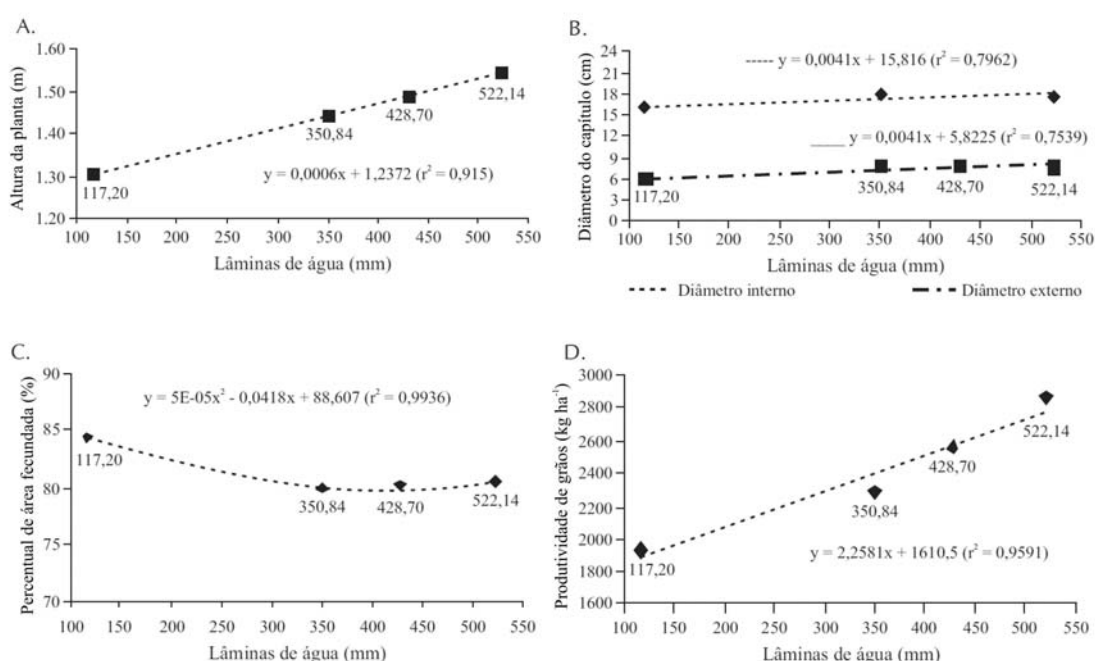 A.
Altura da planta (m)
1.60
1.50
1.40
1.30
1.20
522,14
428,70
350,84
117,20
y = 0,0006x + 1,2372 (r² = 0,915)
100 150 200 250 300 350 400 450 500 550
Lâminas de água (mm)
B.
Diâmetro do capítulo (cm)
24
21
18
15
12
9
6
3
0
----- y = 0,0041x + 15,816 (r² = 0,7962)
____ y = 0,0041x + 5,8225 (r² = 0,7539)
117,20 350,84 428,70 522,14
100 150 200 250 300 350 400 450 500 550
Lâminas de água (mm)
Diâmetro interno
Diâmetro externo
C.
Percentual de área fecundada (%)
90
85
80
75
70
y = 5E-05x² - 0,0418x + 88,607 (r² = 0,9936)
117,20
350,84 428,70 522,14
100 150 200 250 300 350 400 450 500 550
Lâminas de água (mm)
D.
Produtividade de grãos (kg ha⁻¹)
3000
2800
2600
2400
2200
2000
1900
1800
1600
522,14
428,70
350,84
117,20
y = 2,2581x + 1610,5 (r² = 0,9591)
100 150 200 250 300 350 400 450 500 550
Lâminas de água (mm)